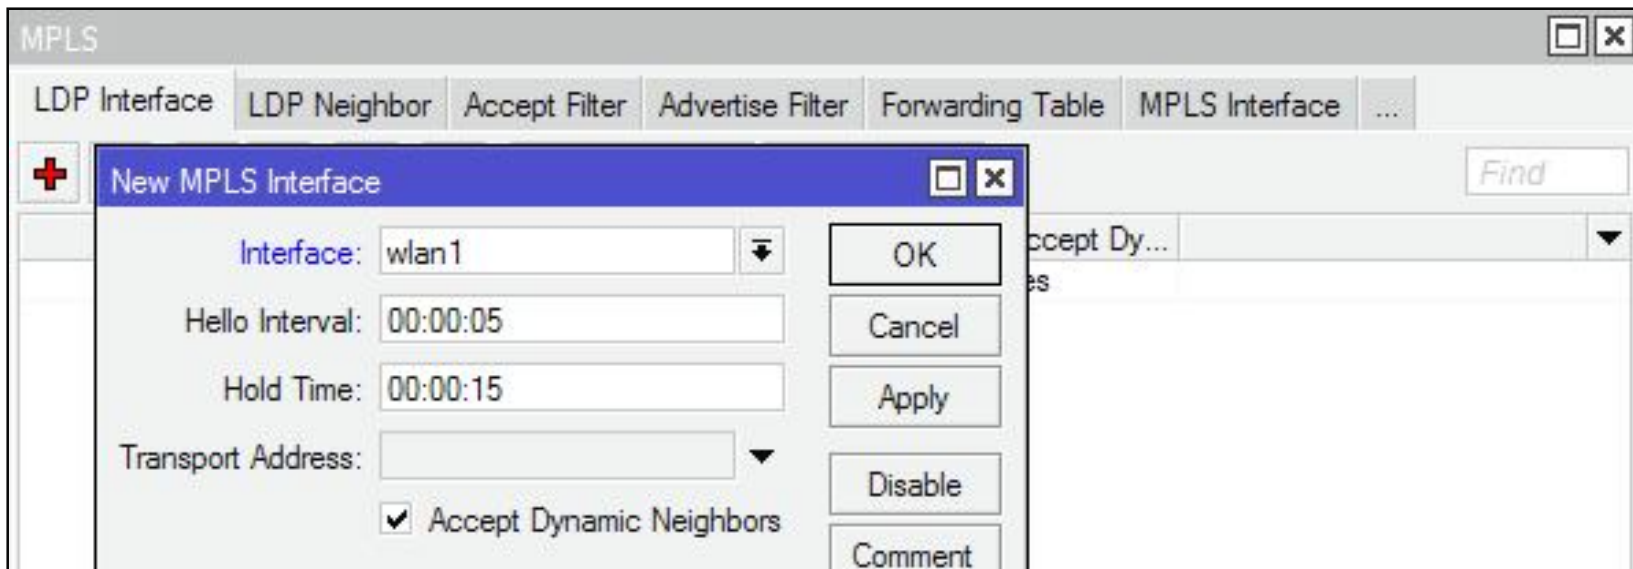 MPLS
LDP Interface LDP Neighbor Accept Filter Advertise Filter Forwarding Table MPLS Interface ...
Find
New MPLS Interface
Interface: wlan1 OK
ccept Dy...
es
Hello Interval: 00:00:05 Cancel
Hold Time: 00:00:15 Apply
Transport Address:
Disable
Accept Dynamic Neighbors
Comment